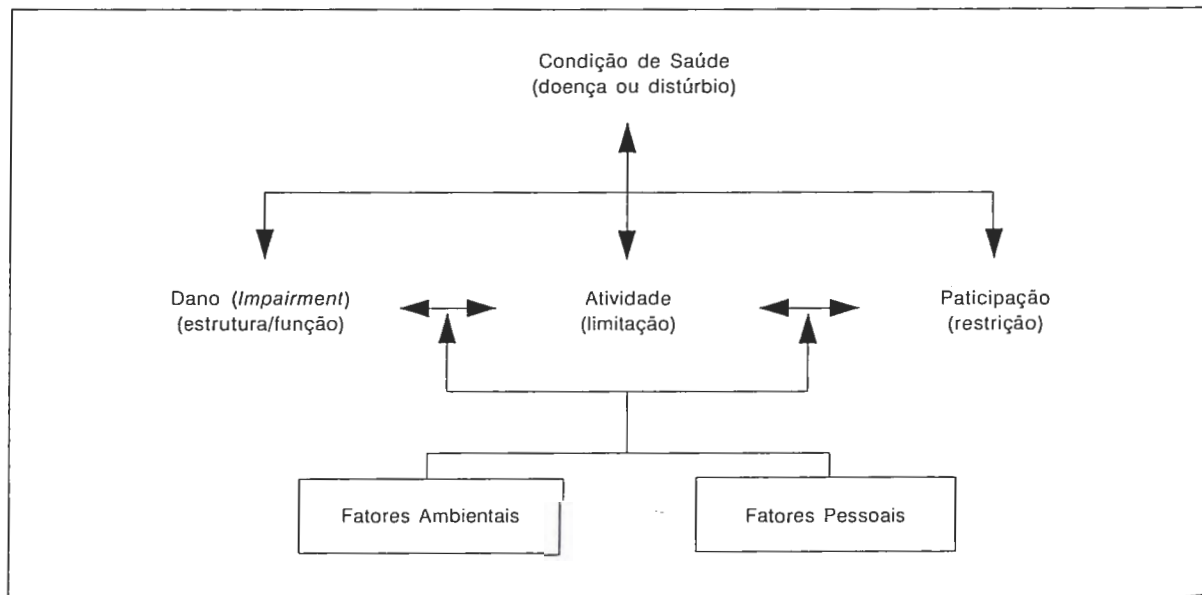 Condição de Saúde
(doença ou distúrbio)
Dano (Impairment)
(estrutura/função)
Atividade
(limitação)
Paticipação
(restrição)
Fatores Ambientais
Fatores Pessoais